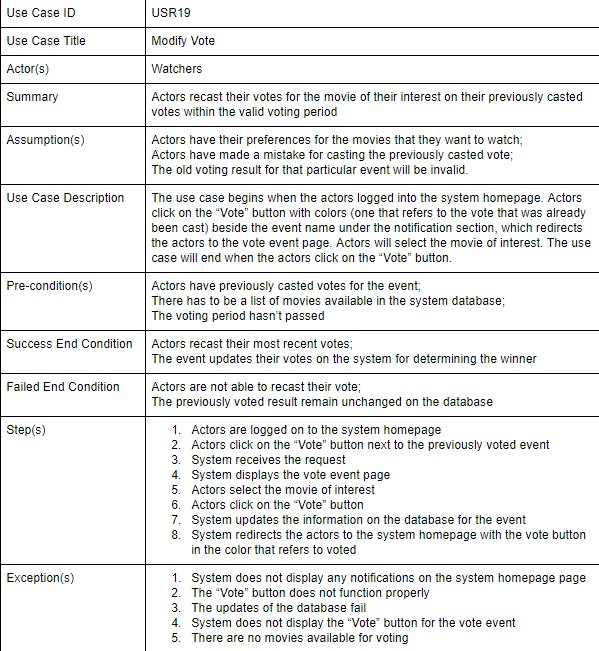 Use Case ID USR19
Use Case Title Modify Vote
Actor(s) Watchers
Summary Actors recast their votes for the movie of their interest on their previously casted
votes within the valid voting period
Assumption(s) Actors have their preferences for the movies that they want to watch;
Actors have made a mistake for casting the previously casted vote;
The old voting result for that particular event will be invalid.
Use Case Description The use case begins when the actors logged into the system homepage. Actors
click on the “Vote” button with colors (one that refers to the vote that was already
been cast) beside the event name under the notification section, which redirects
the actors to the vote event page. Actors will select the movie of interest. The use
case will end when the actors click on the “Vote” button.
Pre-condition(s) Actors have previously casted votes for the event;
There has to be a list of movies available in the system database;
The voting period hasn’t passed
Success End Condition Actors recast their most recent votes;
The event updates their votes on the system for determining the winner
Failed End Condition Actors are not able to recast their vote;
The previously voted result remain unchanged on the database
Step(s) 1. Actors are logged on to the system homepage
2. Actors click on the “Vote” button next to the previously voted event
3. System receives the request
4. System displays the vote event page
5. Actors select the movie of interest
6. Actors click on the “Vote” button
7. System updates the information on the database for the event
8. System redirects the actors to the system homepage with the vote button
in the color that refers to voted
Exception(s) 1. System does not display any notifications on the system homepage page
2. The “Vote” button does not function properly
3. The updates of the database fail
4. System does not display the “Vote” button for the vote event
5. There are no movies available for voting